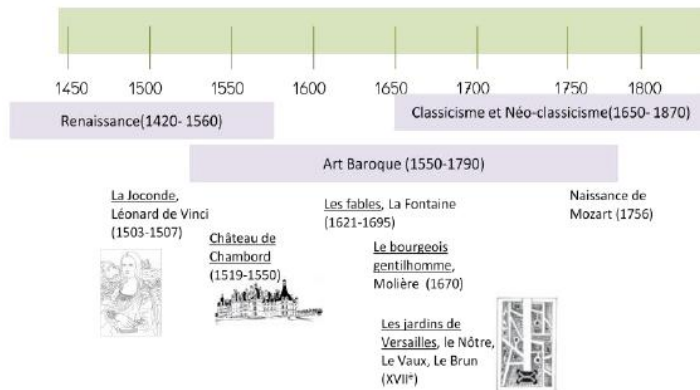 1450 1500 1550 1600 1650 1700 1750 1800
Renaissance(1420- 1560)
Classicisme et Néo-classicisme(1650- 1870)
Art Baroque (1550-1790)
La Joconde,
Léonard de Vinci
(1503-1507)
Château de
Chambord
(1519-1550)
Les fables, La Fontaine
(1621-1695)
Le bourgeois
gentilhomme,
Molière (1670)
Les jardins de
Versailles, le Nôtre,
Le Vaux, Le Brun
(XVIIᵉ)
Naissance de
Mozart (1756)